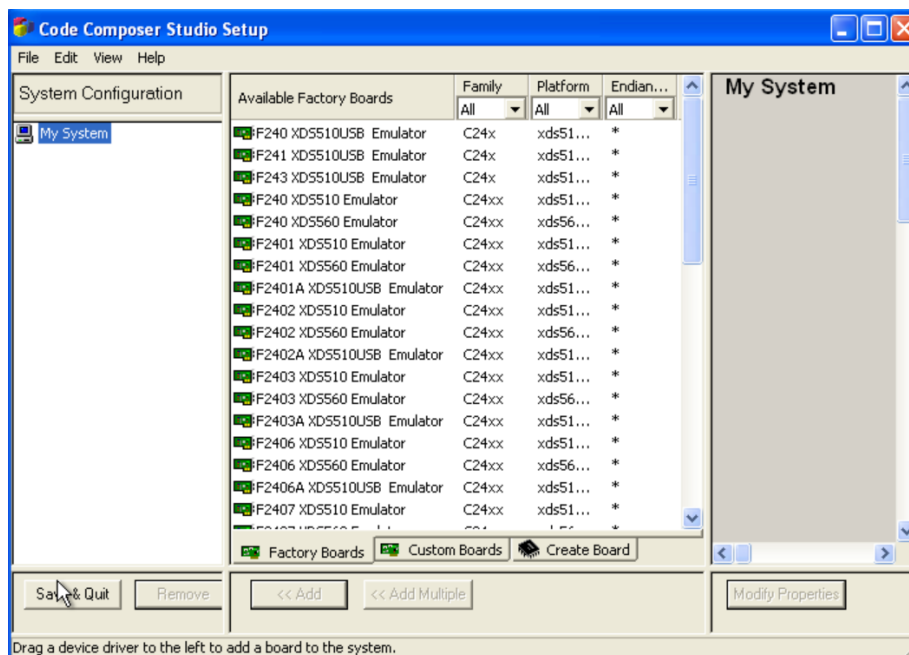 Code Composer Studio Setup
File Edit View Help
System Configuration
My System
Available Factory Boards Family Platform Endian...
All All All
F240 XDS510USB Emulator C24x xds51... *
F241 XDS510USB Emulator C24x xds51... *
F243 XDS510USB Emulator C24x xds51... *
F240 XDS510 Emulator C24xx xds51... *
F240 XDS560 Emulator C24xx xds56... *
F2401 XDS510 Emulator C24xx xds51... *
F2401 XDS560 Emulator C24xx xds56... *
F2401A XDS510USB Emulator C24xx xds51... *
F2402 XDS510 Emulator C24xx xds51... *
F2402 XDS560 Emulator C24xx xds56... *
F2402A XDS510USB Emulator C24xx xds51... *
F2403 XDS510 Emulator C24xx xds51... *
F2403 XDS560 Emulator C24xx xds56... *
F2403A XDS510USB Emulator C24xx xds51... *
F2406 XDS510 Emulator C24xx xds51... *
F2406 XDS560 Emulator C24xx xds56... *
F2406A XDS510USB Emulator C24xx xds51... *
F2407 XDS510 Emulator C24xx xds51... *
Factory Boards Custom Boards Create Board
My System
Save & Quit Remove << Add << Add Multiple Modify Properties
Drag a device driver to the left to add a board to the system.